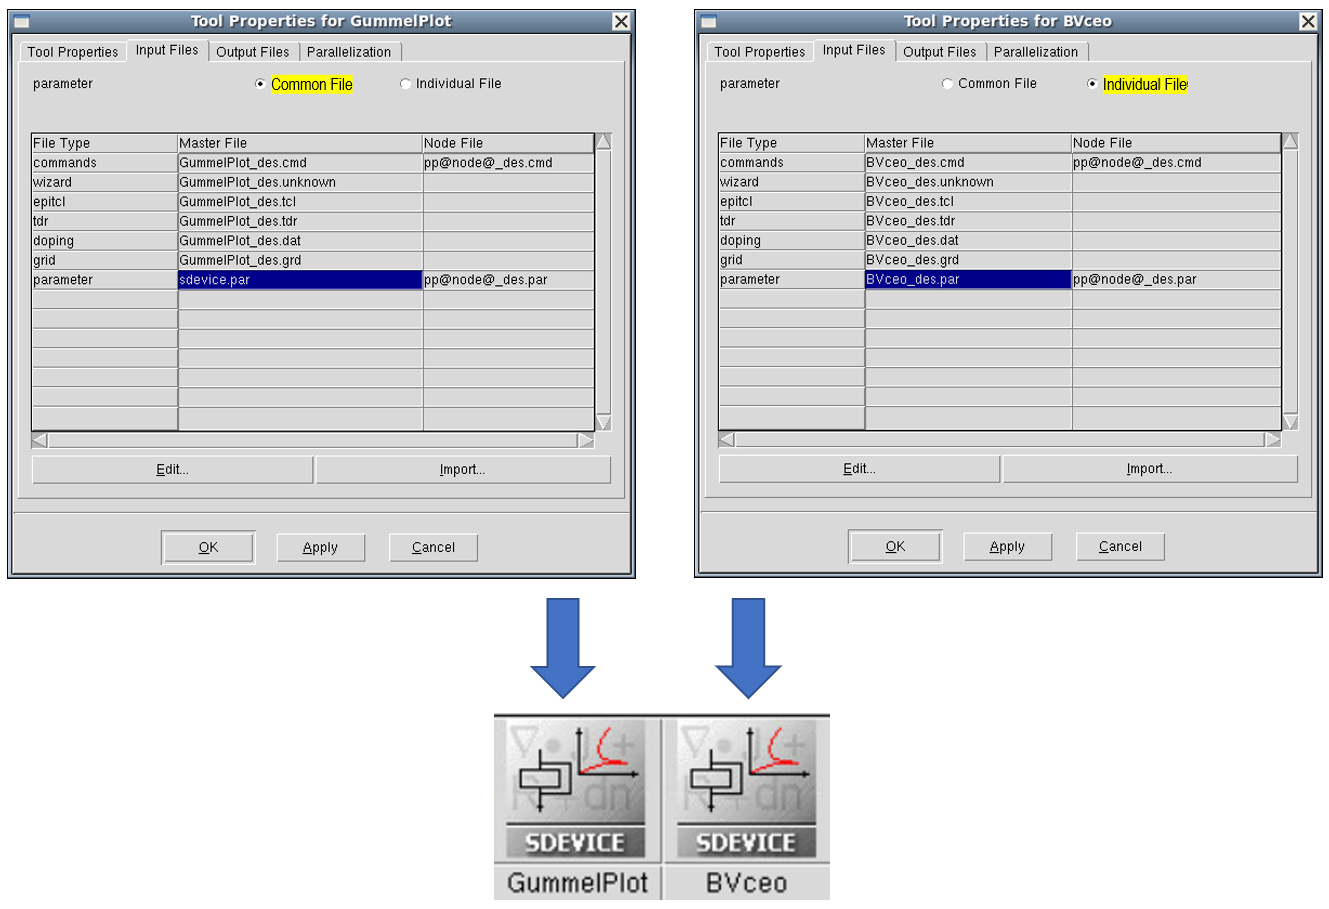 Tool Properties for GummelPlot
Tool Properties Input Files Output Files Parallelization
parameter Common File Individual File
File Type Master File Node File
commands GummelPlot_des.cmd pp@node@_des.cmd
wizard GummelPlot_des.unknown
epitcl GummelPlot_des.tcl
tdr GummelPlot_des.tdr
doping GummelPlot_des.dat
grid GummelPlot_des.grd
parameter sdevice.par pp@node@_des.par
Edit... Import...
OK Apply Cancel
Tool Properties for BVceo
Tool Properties Input Files Output Files Parallelization
parameter Common File Individual File
File Type Master File Node File
commands BVceo_des.cmd pp@node@_des.cmd
wizard BVceo_des.unknown
epitcl BVceo_des.tcl
tdr BVceo_des.tdr
doping BVceo_des.dat
grid BVceo_des.grd
parameter BVceo_des.par pp@node@_des.par
Edit... Import...
OK Apply Cancel
SDEVICE SDEVICE
GummelPlot BVceo